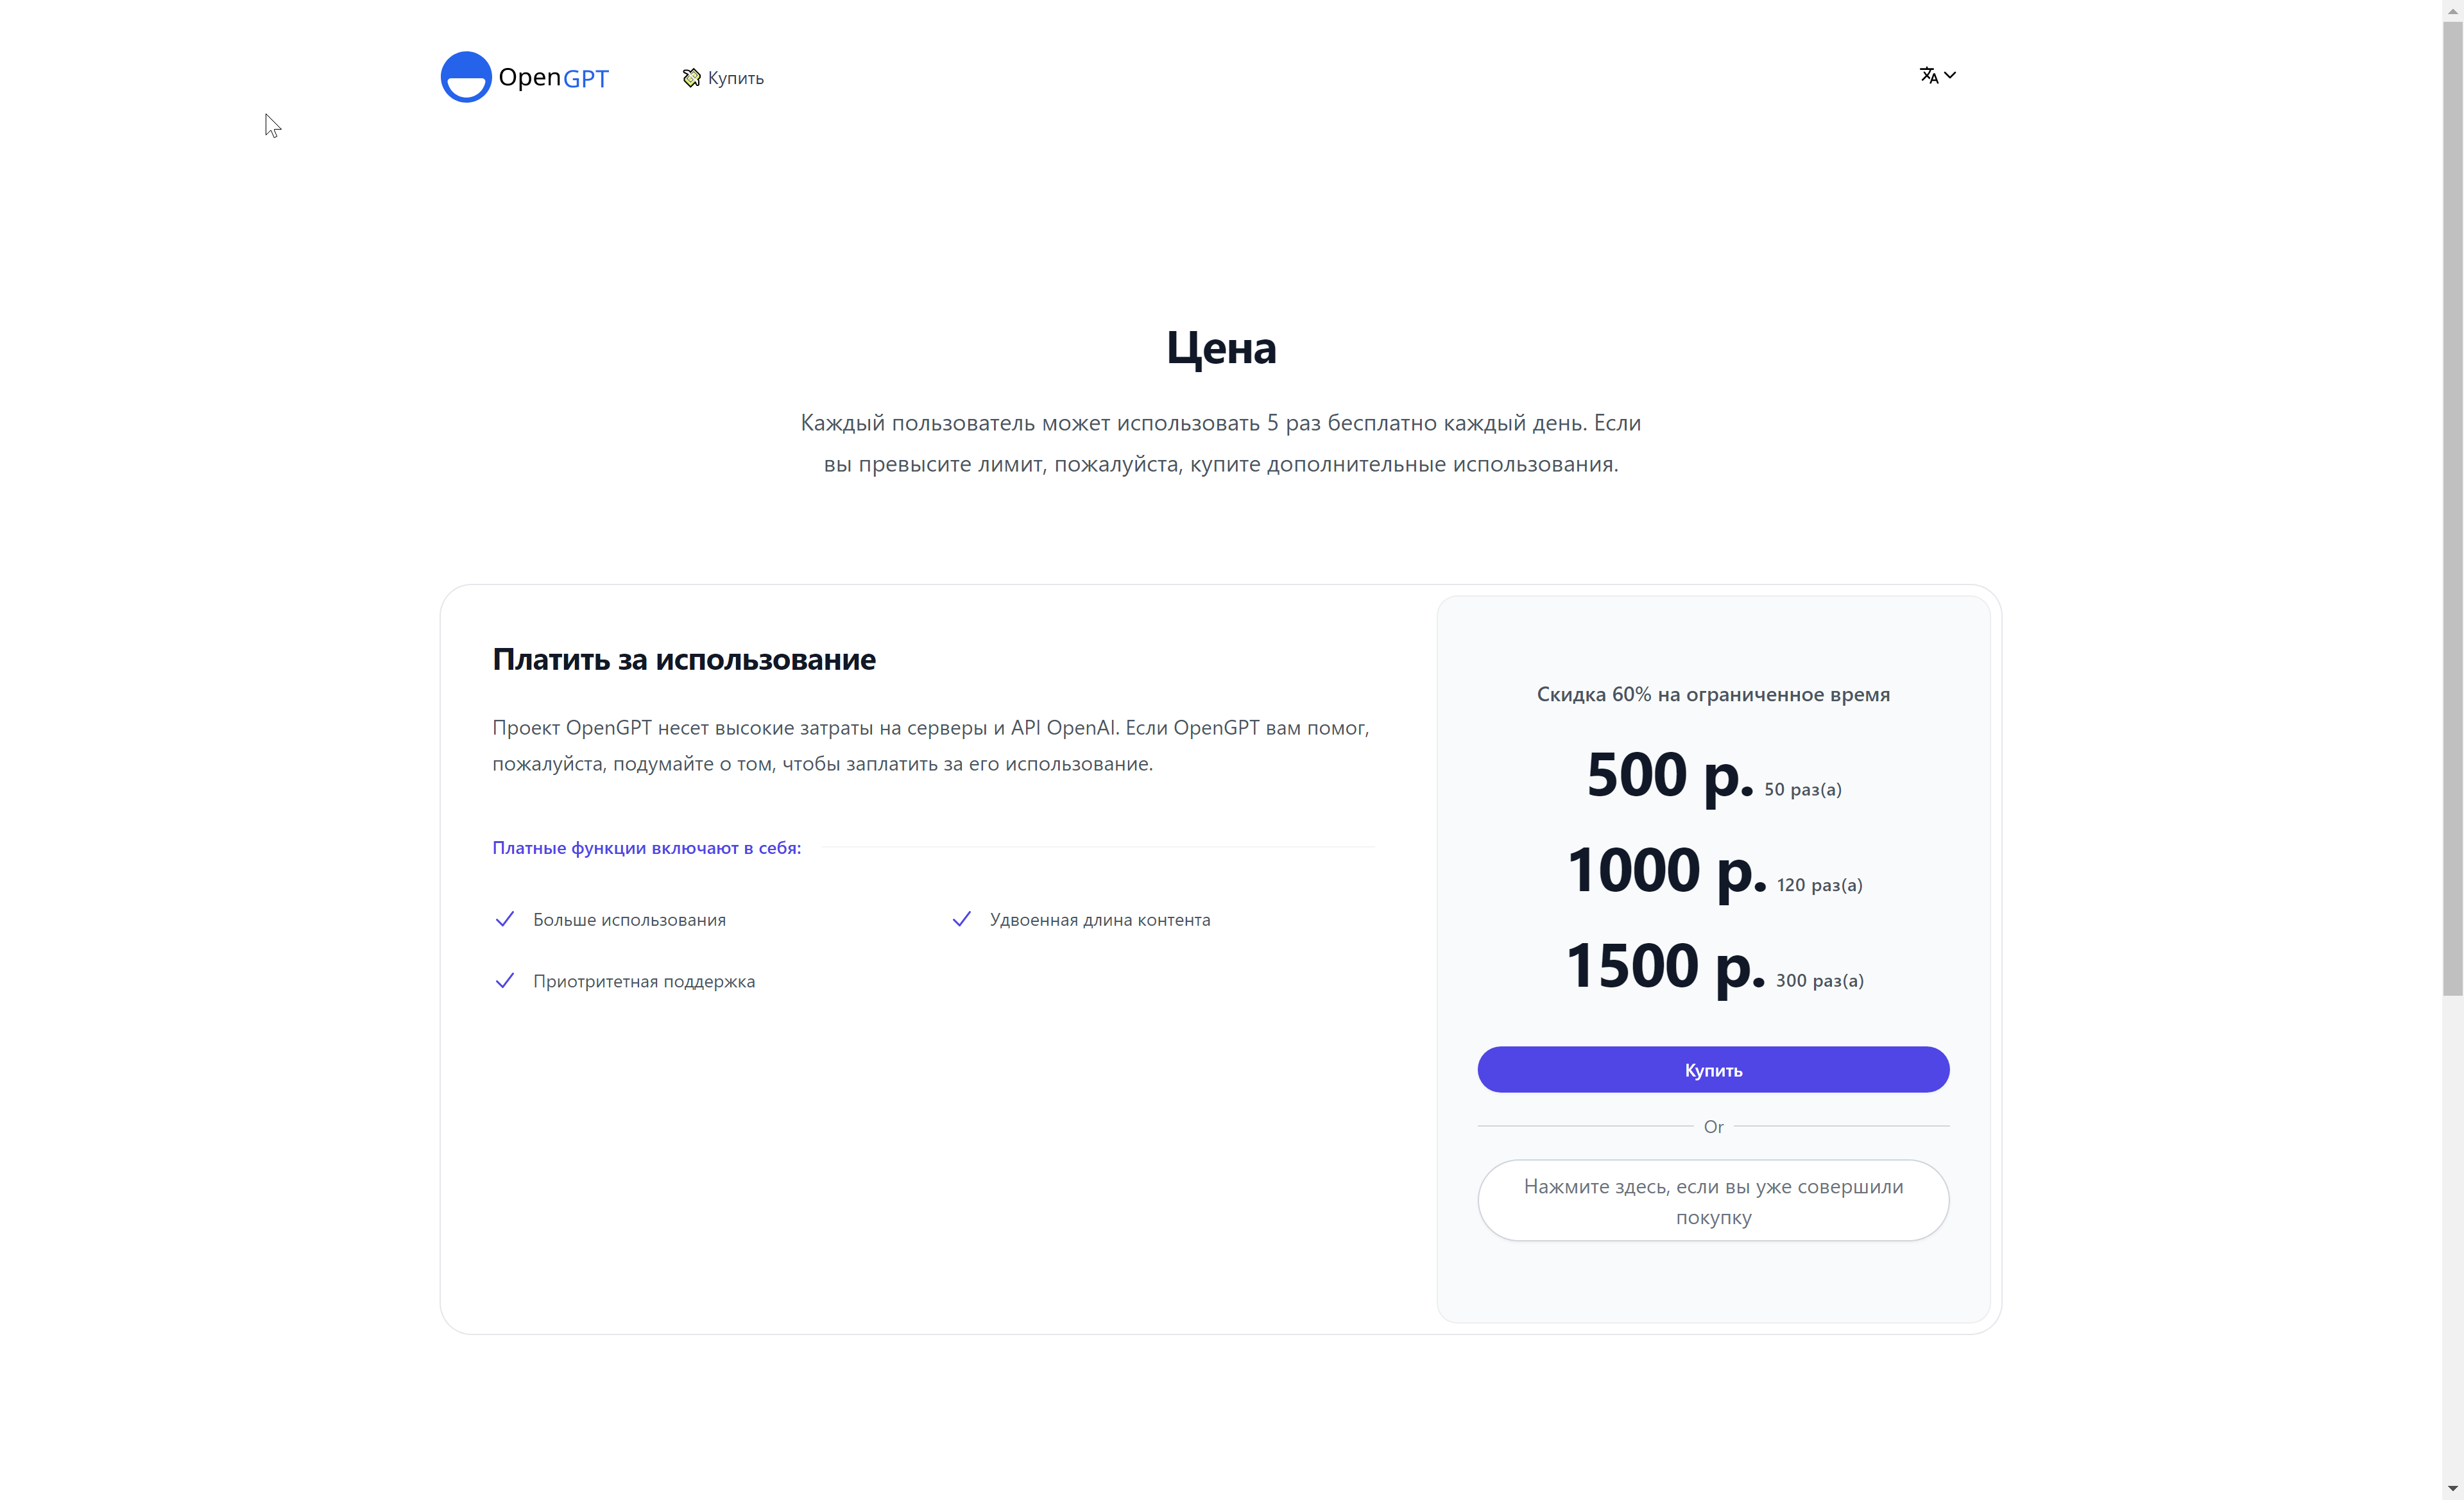 OpenGPT
Купить
Цена
Каждый пользователь может использовать 5 раз бесплатно каждый день. Если
вы превысите лимит, пожалуйста, купите дополнительные использования.
Платить за использование
Проект OpenGPT несет высокие затраты на серверы и API OpenAI. Если OpenGPT вам помог,
пожалуйста, подумайте о том, чтобы заплатить за его использование.
Платные функции включают в себя:
Больше использования
Удвоенная длина контента
Приотритетная поддержка
Скидка 60% на ограниченное время
500 р. 50 раз(а)
1000 р. 120 раз(а)
1500 р. 300 раз(а)
Купить
Or
Нажмите здесь, если вы уже совершили
покупку